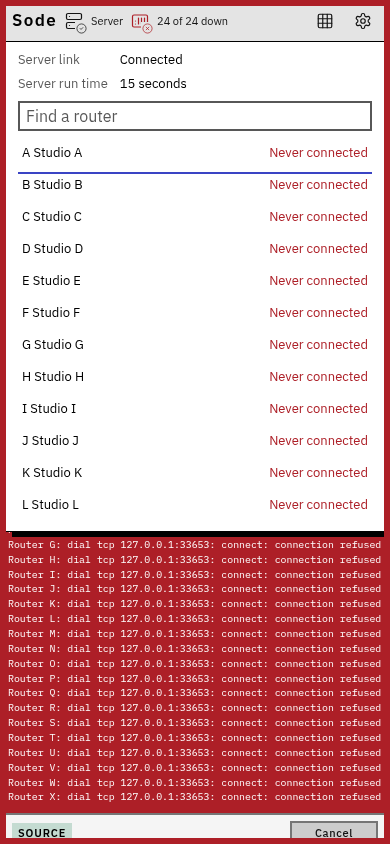 Sode Server 24 of 24 down
Server link Connected
Server run time 15 seconds
Find a router
A Studio A Never connected
B Studio B Never connected
C Studio C Never connected
D Studio D Never connected
E Studio E Never connected
F Studio F Never connected
G Studio G Never connected
H Studio H Never connected
I Studio I Never connected
J Studio J Never connected
K Studio K Never connected
L Studio L Never connected
Router G: dial tcp 127.0.0.1:33653: connect: connection refused
Router H: dial tcp 127.0.0.1:33653: connect: connection refused
Router I: dial tcp 127.0.0.1:33653: connect: connection refused
Router J: dial tcp 127.0.0.1:33653: connect: connection refused
Router K: dial tcp 127.0.0.1:33653: connect: connection refused
Router L: dial tcp 127.0.0.1:33653: connect: connection refused
Router M: dial tcp 127.0.0.1:33653: connect: connection refused
Router N: dial tcp 127.0.0.1:33653: connect: connection refused
Router O: dial tcp 127.0.0.1:33653: connect: connection refused
Router P: dial tcp 127.0.0.1:33653: connect: connection refused
Router Q: dial tcp 127.0.0.1:33653: connect: connection refused
Router R: dial tcp 127.0.0.1:33653: connect: connection refused
Router S: dial tcp 127.0.0.1:33653: connect: connection refused
Router T: dial tcp 127.0.0.1:33653: connect: connection refused
Router U: dial tcp 127.0.0.1:33653: connect: connection refused
Router V: dial tcp 127.0.0.1:33653: connect: connection refused
Router W: dial tcp 127.0.0.1:33653: connect: connection refused
Router X: dial tcp 127.0.0.1:33653: connect: connection refused
SOURCE Cancel